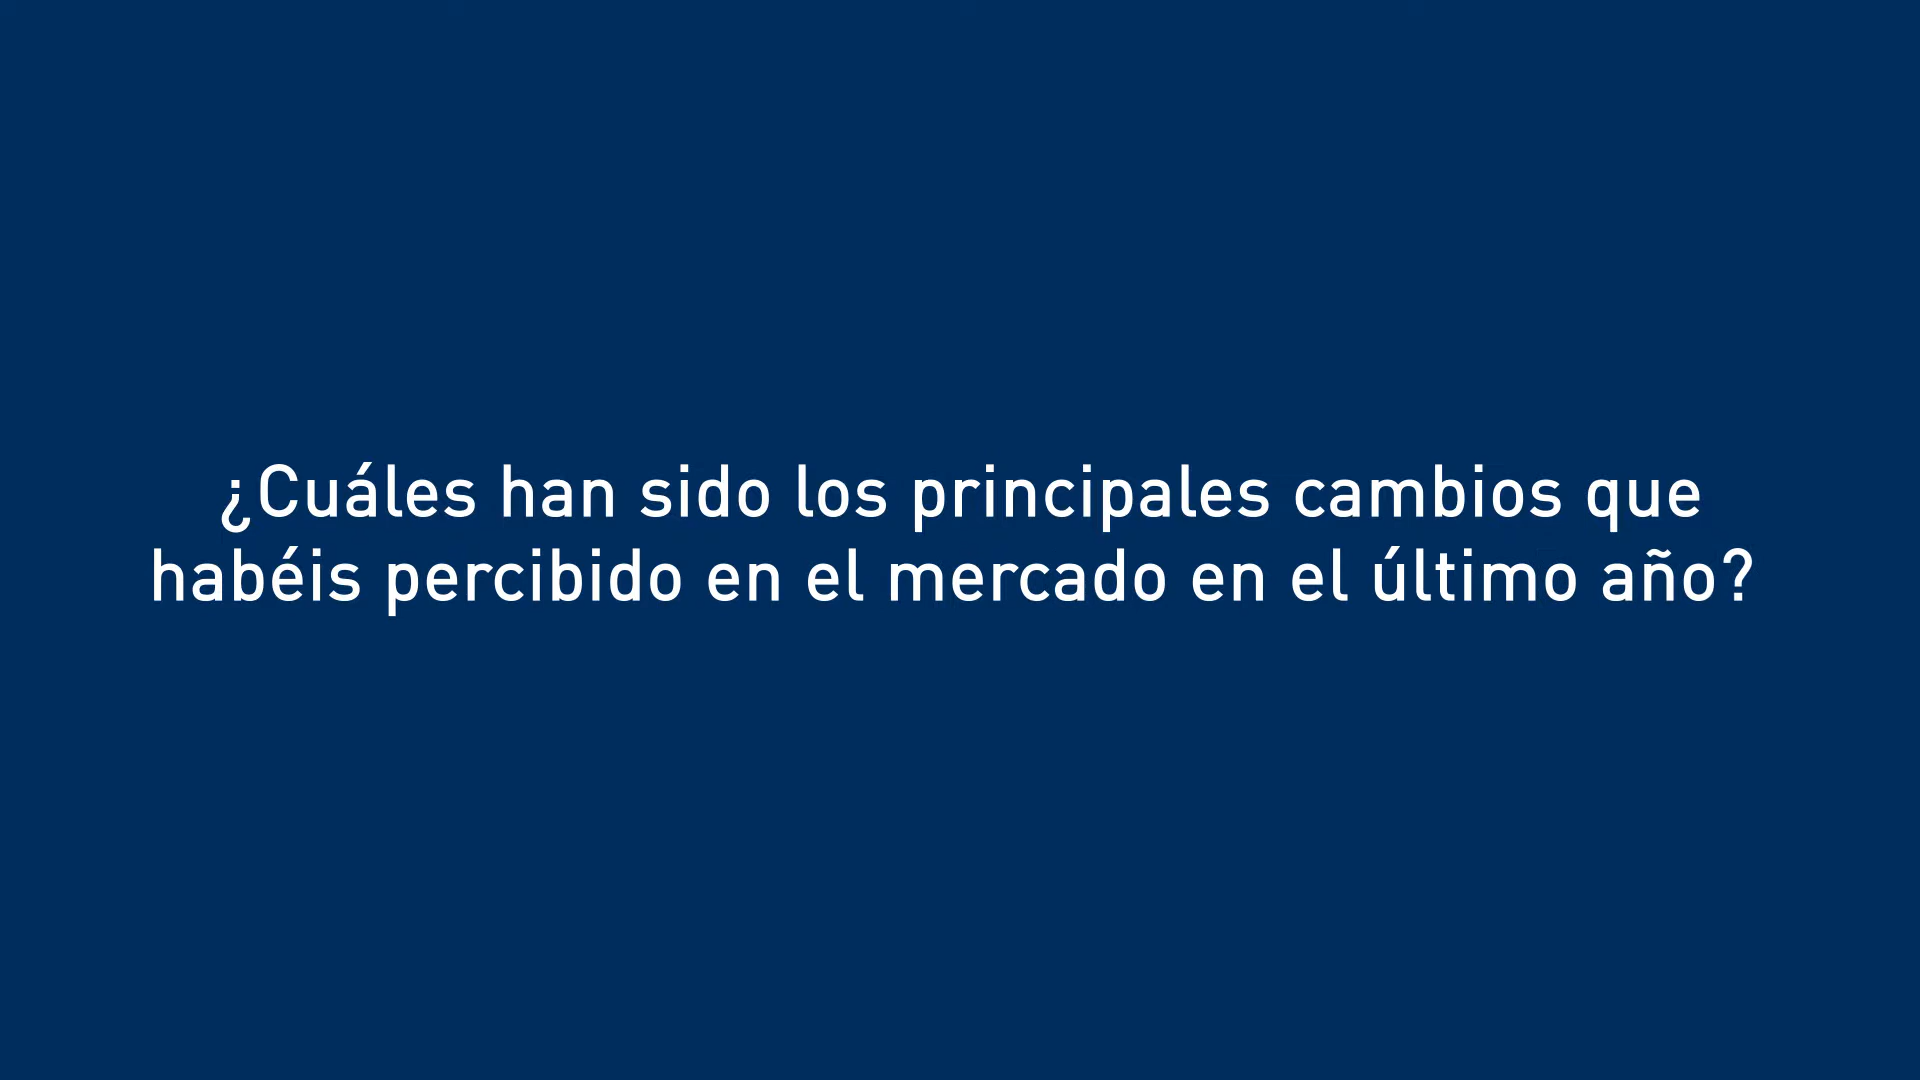 ¿Cuáles han sido los principales cambios que
habéis percibido en el mercado en el último año?